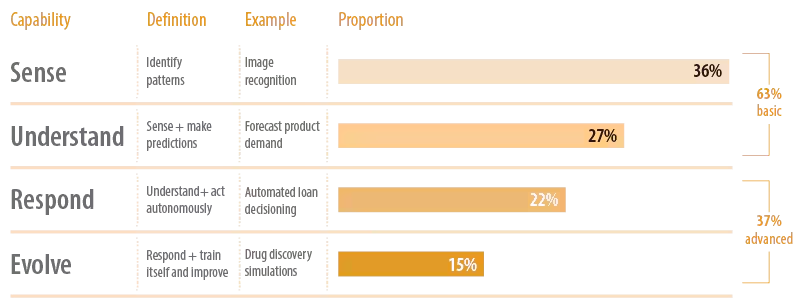 Capability Definition Example Proportion
Sense
Identify
patterns
Image
recognition
36%
Understand
Sense + make
predictions
Forecast product
demand
27%
63%
basic
Respond
Understand+ act
autonomously
Automated loan
decisioning
22%
Evolve
Respond + train
itself and improve
Drug discovery
simulations
15%
37%
advanced